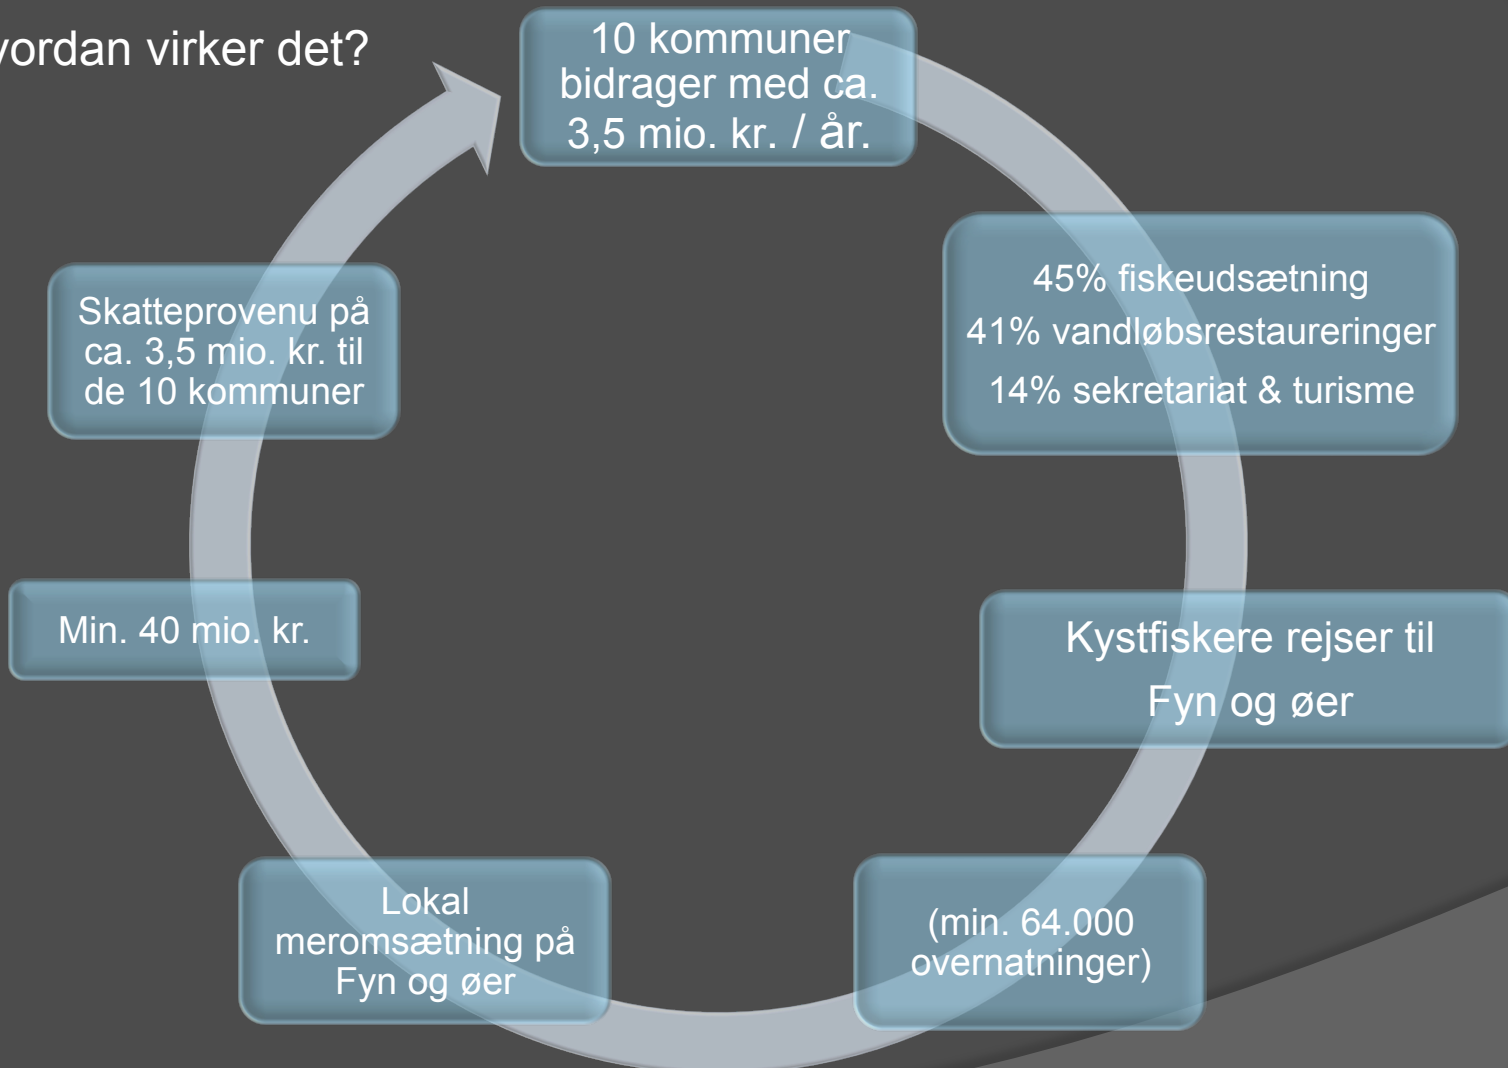 vordan virker det?
10 kommuner
bidrager med ca.
3,5 mio. kr. / år.
45% fiskeudsætning
41% vandløbsrestaureringer
14% sekretariat & turisme
Kystfiskere rejser til
Fyn og øer
(min. 64.000
overnatninger)
Lokal
meromsætning på
Fyn og øer
Min. 40 mio. kr.
Skatteprovenu på
ca. 3,5 mio. kr. til
de 10 kommuner